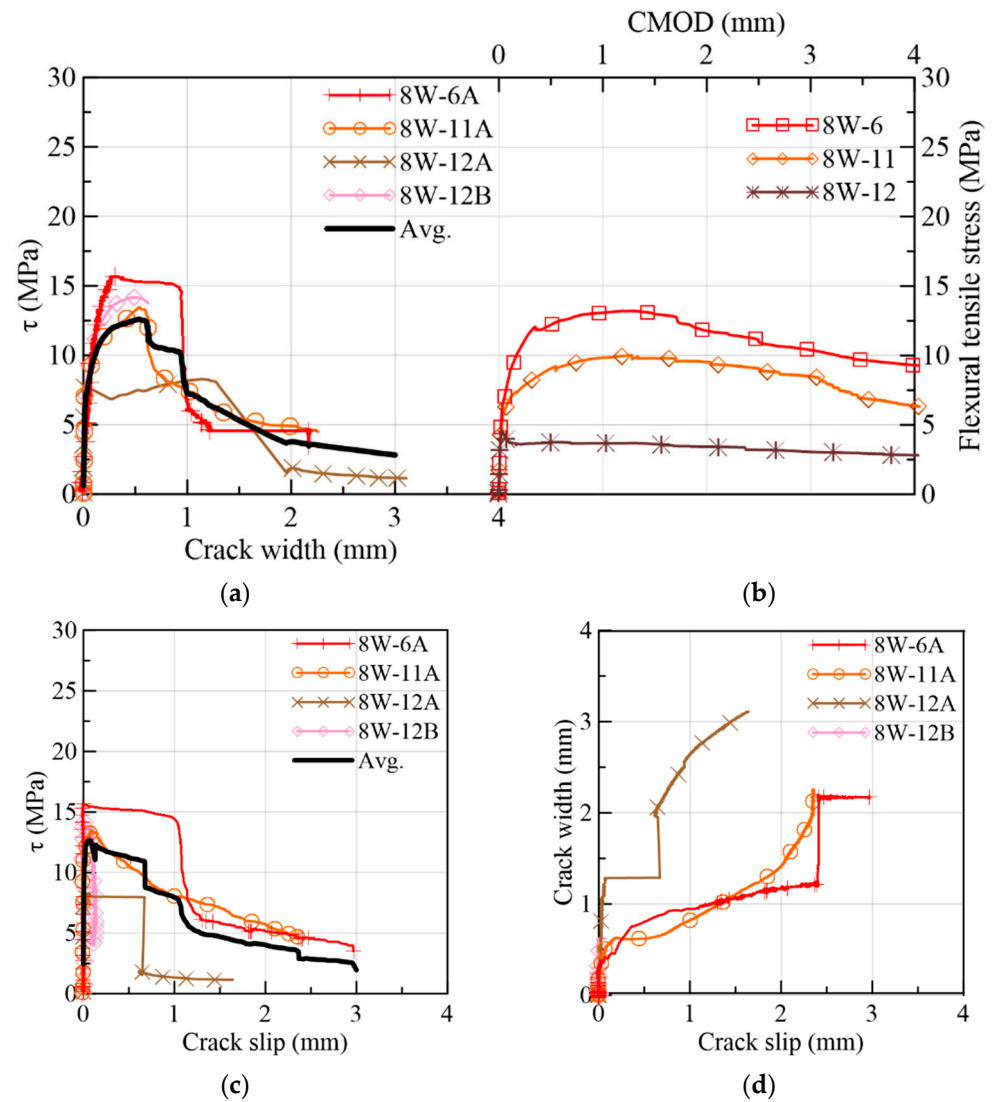 CMOD (mm)
0 1 2 3 4
30
25
20
15
10
5
0
τ (MPa)
8W-6A
8W-11A
8W-12A
8W-12B
Avg.
0 1 2 3 4
Crack width (mm)
(a)
8W-6
8W-11
8W-12
30
25
20
15
10
5
0
Flexural tensile stress (MPa)
(b)
30
25
20
15
10
5
0
τ (MPa)
8W-6A
8W-11A
8W-12A
8W-12B
Avg.
0 1 2 3 4
Crack slip (mm)
(c)
4
3
2
1
0
Crack width (mm)
8W-6A
8W-11A
8W-12A
8W-12B
0 1 2 3 4
Crack slip (mm)
(d)